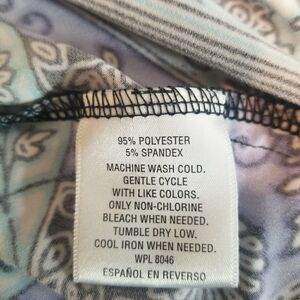 95% POLYESTER
5% SPANDEX
MACHINE WASH COLD.
GENTLE CYCLE
WITH LIKE COLORS.
ONLY NON-CHLORINE
BLEACH WHEN NEEDED.
TUMBLE DRY LOW.
COOL IRON WHEN NEEDED.
WPL 8046
ESPAÑOL EN REVERSO